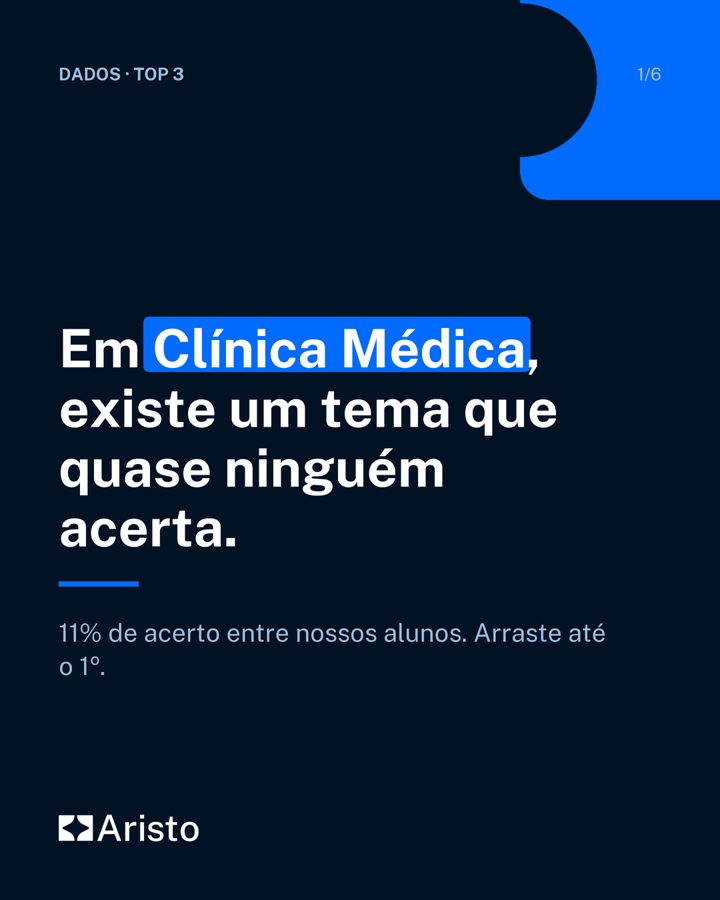 DADOS · TOP 3
1/6
Em Clínica Médica,
existe um tema que
quase ninguém
acerta.
11% de acerto entre nossos alunos. Arraste até
o 1º.
Aristo